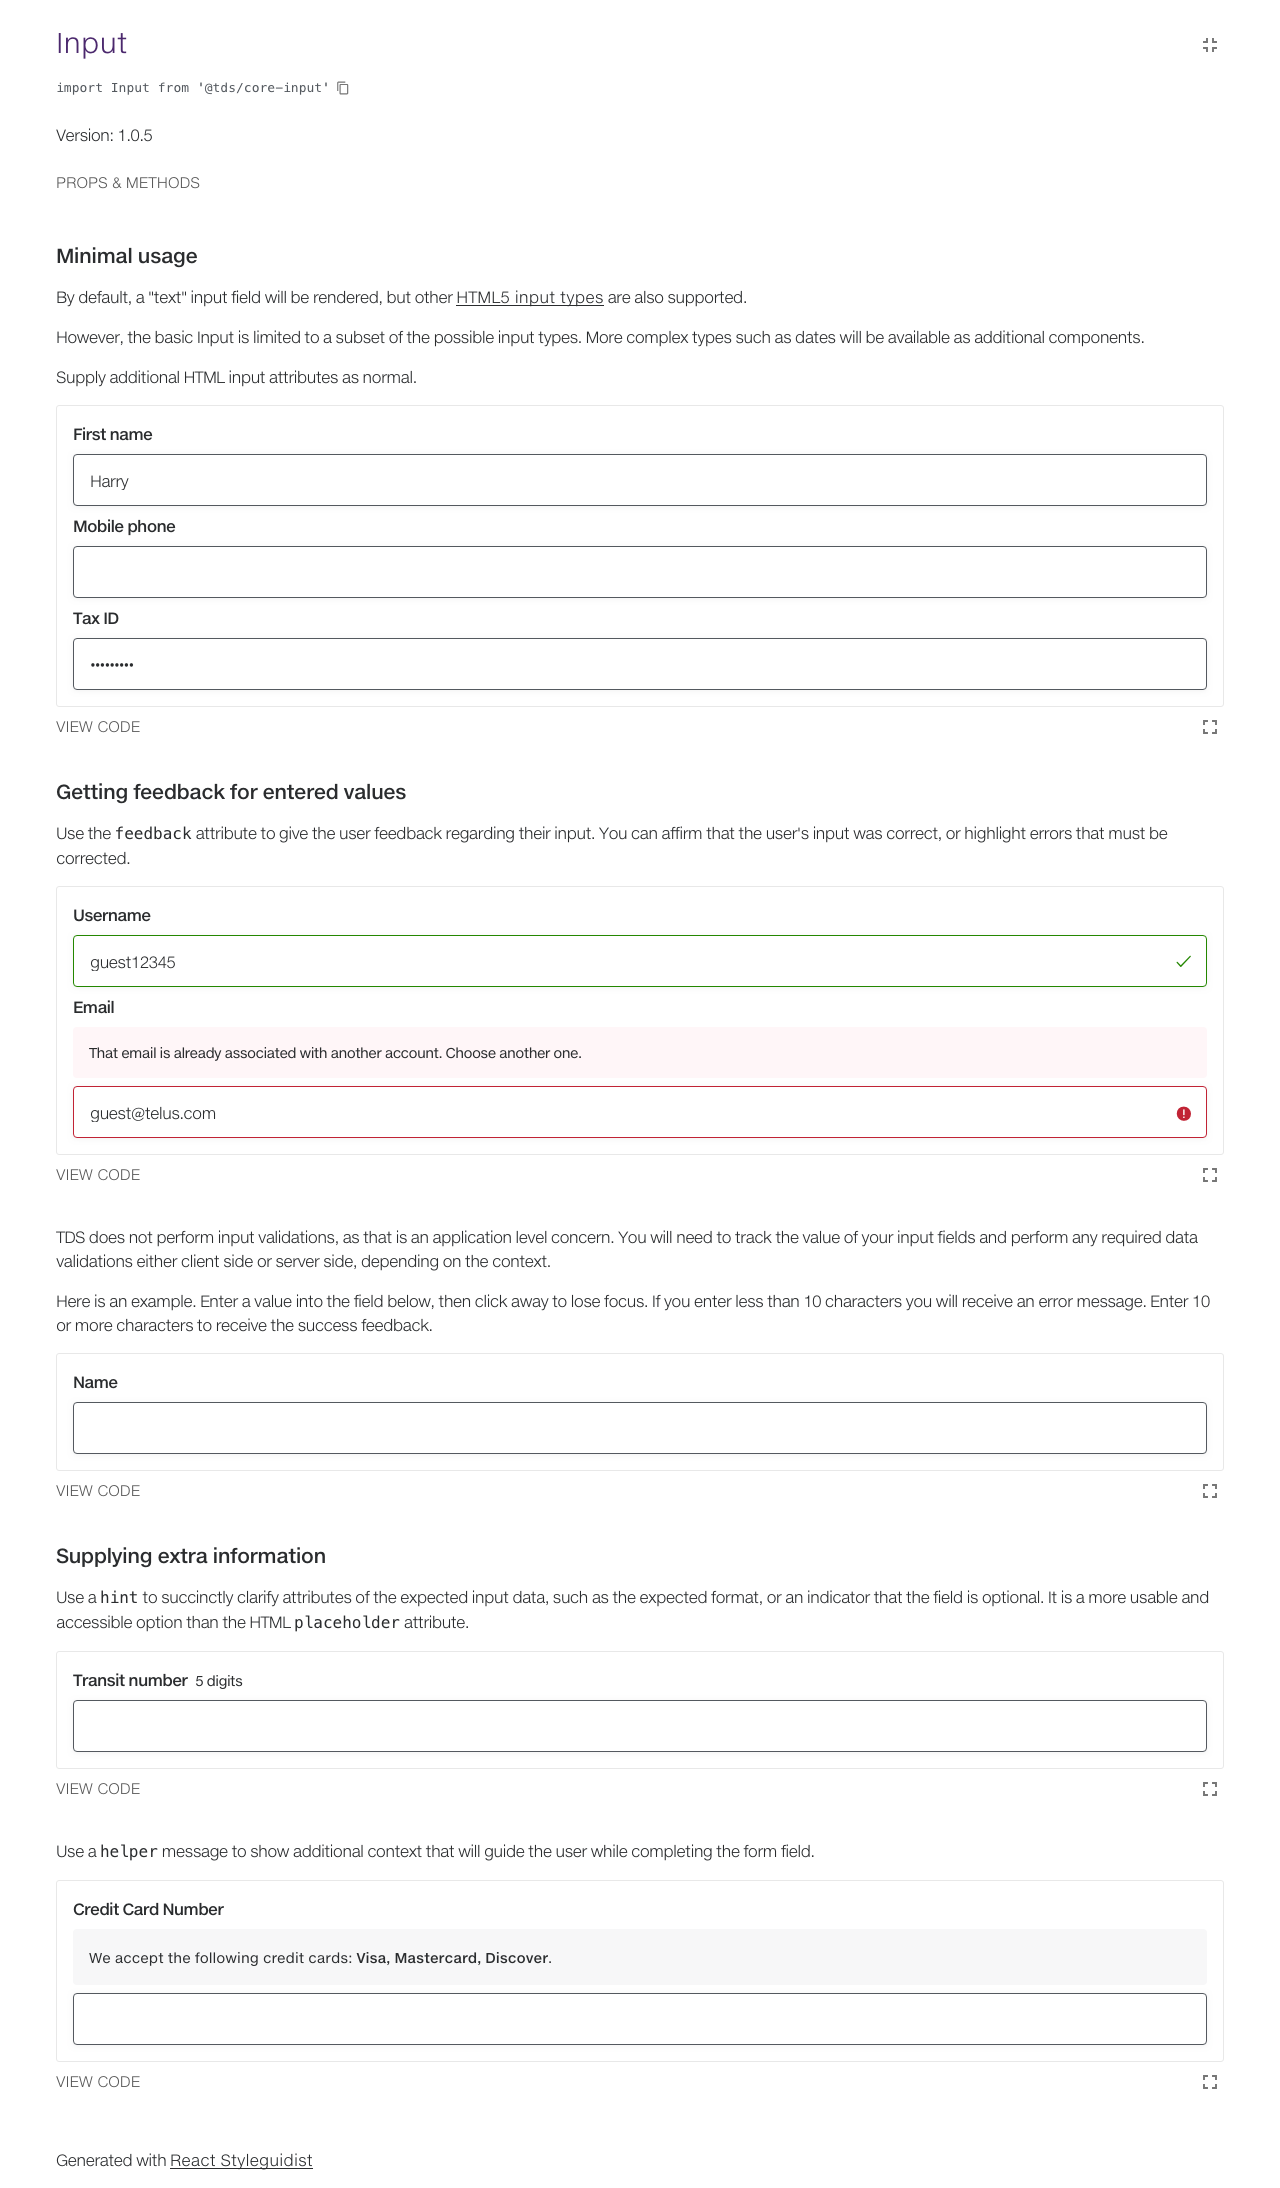 Input
import Input from '@tds/core-input'
Version: 1.0.5
PROPS & METHODS
Minimal usage
By default, a "text" input field will be rendered, but other HTML5 input types are also supported.
However, the basic Input is limited to a subset of the possible input types. More complex types such as dates will be available as additional components.
Supply additional HTML input attributes as normal.
First name
Harry
Mobile phone
Tax ID
•••••••••
VIEW CODE
Getting feedback for entered values
Use the feedback attribute to give the user feedback regarding their input. You can affirm that the user's input was correct, or highlight errors that must be
corrected.
Username
guest12345
Email
That email is already associated with another account. Choose another one.
guest@telus.com
VIEW CODE
TDS does not perform input validations, as that is an application level concern. You will need to track the value of your input fields and perform any required data
validations either client side or server side, depending on the context.
Here is an example. Enter a value into the field below, then click away to lose focus. If you enter less than 10 characters you will receive an error message. Enter 10
or more characters to receive the success feedback.
Name
VIEW CODE
Supplying extra information
Use a hint to succinctly clarify attributes of the expected input data, such as the expected format, or an indicator that the field is optional. It is a more usable and
accessible option than the HTML placeholder attribute.
Transit number 5 digits
VIEW CODE
Use a helper message to show additional context that will guide the user while completing the form field.
Credit Card Number
We accept the following credit cards: Visa, Mastercard, Discover.
VIEW CODE
Generated with React Styleguidist